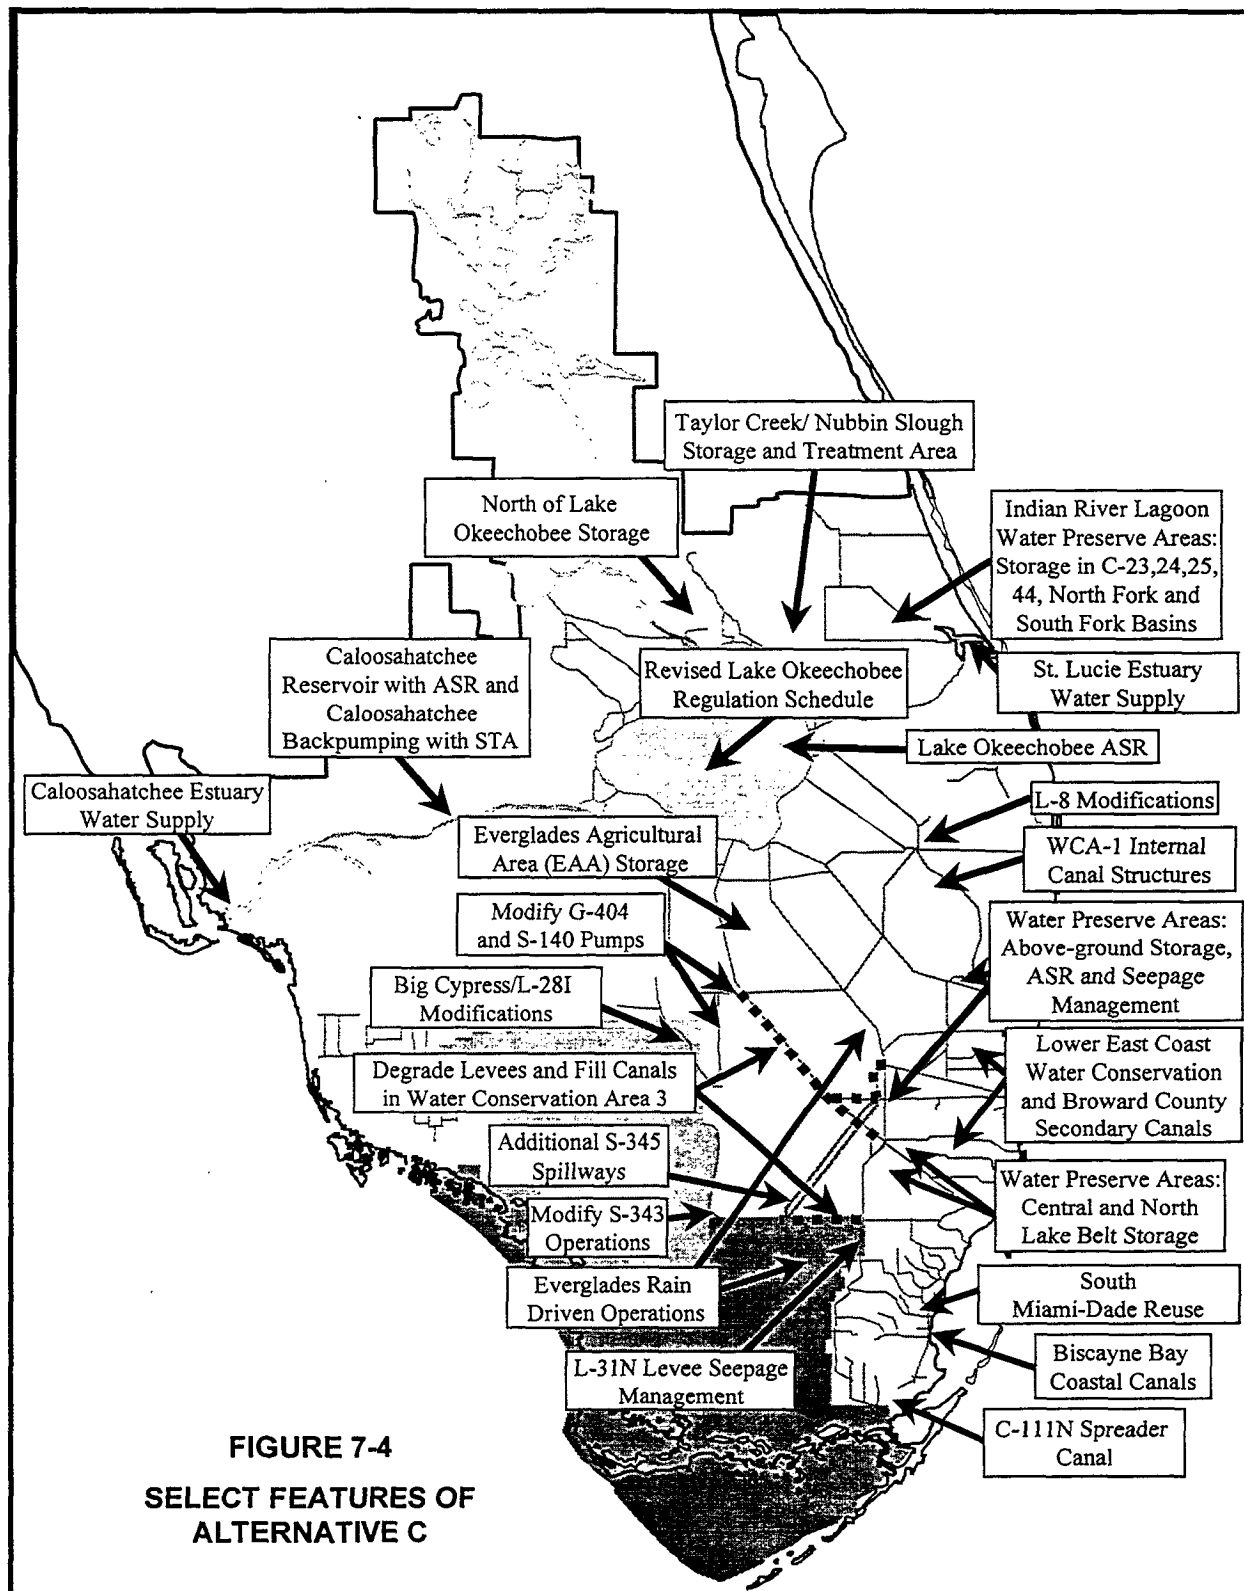 Taylor Creek/ Nubbin Slough
Storage and Treatment Area
North of Lake
Okeechobee Storage
Indian River Lagoon
Water Preserve Areas:
Storage in C-23,24,25,
44, North Fork and
South Fork Basins
Caloosahatchee
Reservoir with ASR and
Caloosahatchee
Backpumping with STA
Revised Lake Okeechobee
Regulation Schedule
St. Lucie Estuary
Water Supply
Lake Okeechobee ASR
Caloosahatchee Estuary
Water Supply
L-8 Modifications
Everglades Agricultural
Area (EAA) Storage
WCA-1 Internal
Canal Structures
Modify G-404
and S-140 Pumps
Water Preserve Areas:
Above-ground Storage,
ASR and Seepage
Management
Big Cypress/L-28I
Modifications
Degrade Levees and Fill Canals
in Water Conservation Area 3
Lower East Coast
Water Conservation
and Broward County
Secondary Canals
Additional S-345
Spillways
Water Preserve Areas:
Central and North
Lake Belt Storage
Modify S-343
Operations
Everglades Rain
Driven Operations
South
Miami-Dade Reuse
L-31N Levee Seepage
Management
Biscayne Bay
Coastal Canals
C-111N Spreader
Canal
FIGURE 7-4
SELECT FEATURES OF
ALTERNATIVE C